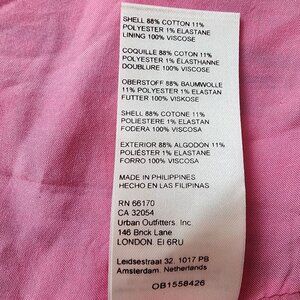 SHELL 88% COTTON 11%
POLYESTER 1% ELASTANE
LINING 100% VISCOSE
COQUILLE 88% COTON 11%
POLYESTER 1% ÉLASTHANNE
DOUBLURE 100% VISCOSE
OBERSTOFF 88% BAUMWOLLE
11% POLYESTER 1% ELASTAN
FUTTER 100% VISKOSE
SHELL 88% COTONE 11%
POLIESTERE 1% ELASTAN
FODERA 100% VISCOSA
EXTERIOR 88% ALGODÓN 11%
POLIÉSTER 1% ELASTANE
FORRO 100% VISCOSA
MADE IN PHILIPPINES
HECHO EN LAS FILIPINAS
RN 66170
CA 32054
Urban Outfitters, Inc.
146 Brick Lane
LONDON. EI 6RU
Leidsestraat 32. 1017 PB
Amsterdam. Netherlands
OB1558426